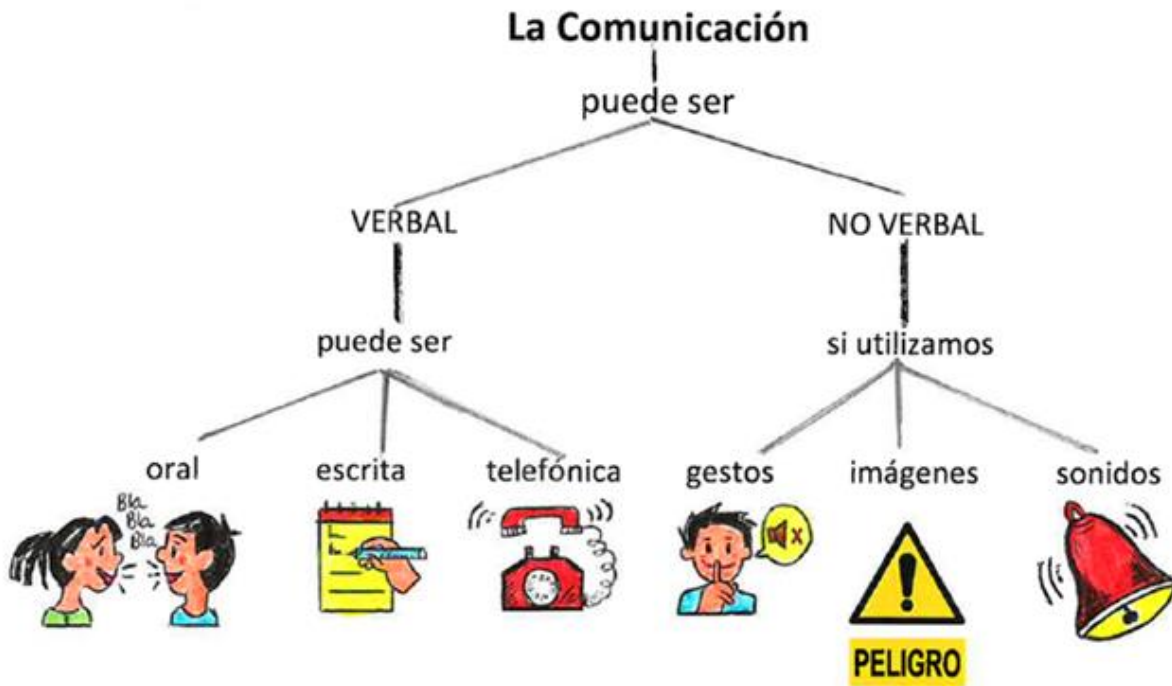 La Comunicación
puede ser
VERBAL NO VERBAL
puede ser si utilizamos
oral escrita telefónica gestos imágenes sonidos
Bla
Bla
Bla
PELIGRO